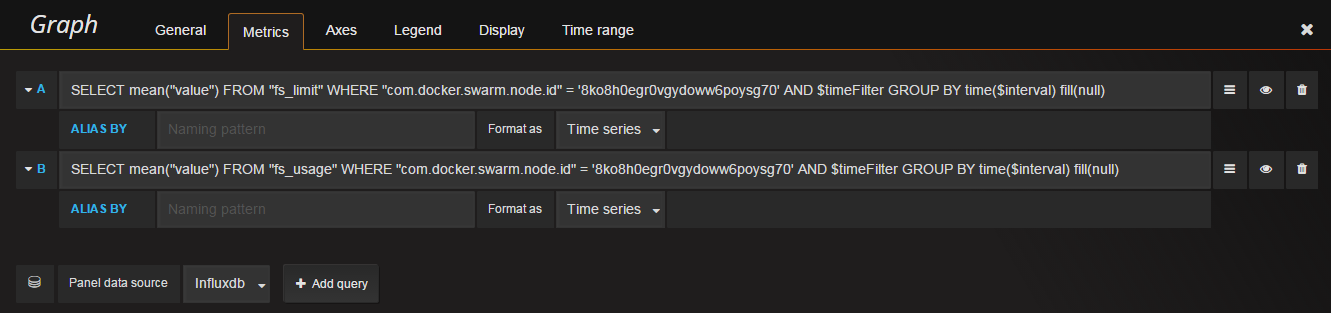 Graph General Metrics Axes Legend Display Time range
A SELECT mean("value") FROM "fs_limit" WHERE "com.docker.swarm.node.id" = '8ko8h0egr0vgydoww6poysg70' AND $timeFilter GROUP BY time($interval) fill(null)
ALIAS BY Naming pattern Format as Time series
B SELECT mean("value") FROM "fs_usage" WHERE "com.docker.swarm.node.id" = '8ko8h0egr0vgydoww6poysg70' AND $timeFilter GROUP BY time($interval) fill(null)
ALIAS BY Naming pattern Format as Time series
Panel data source Influxdb + Add query